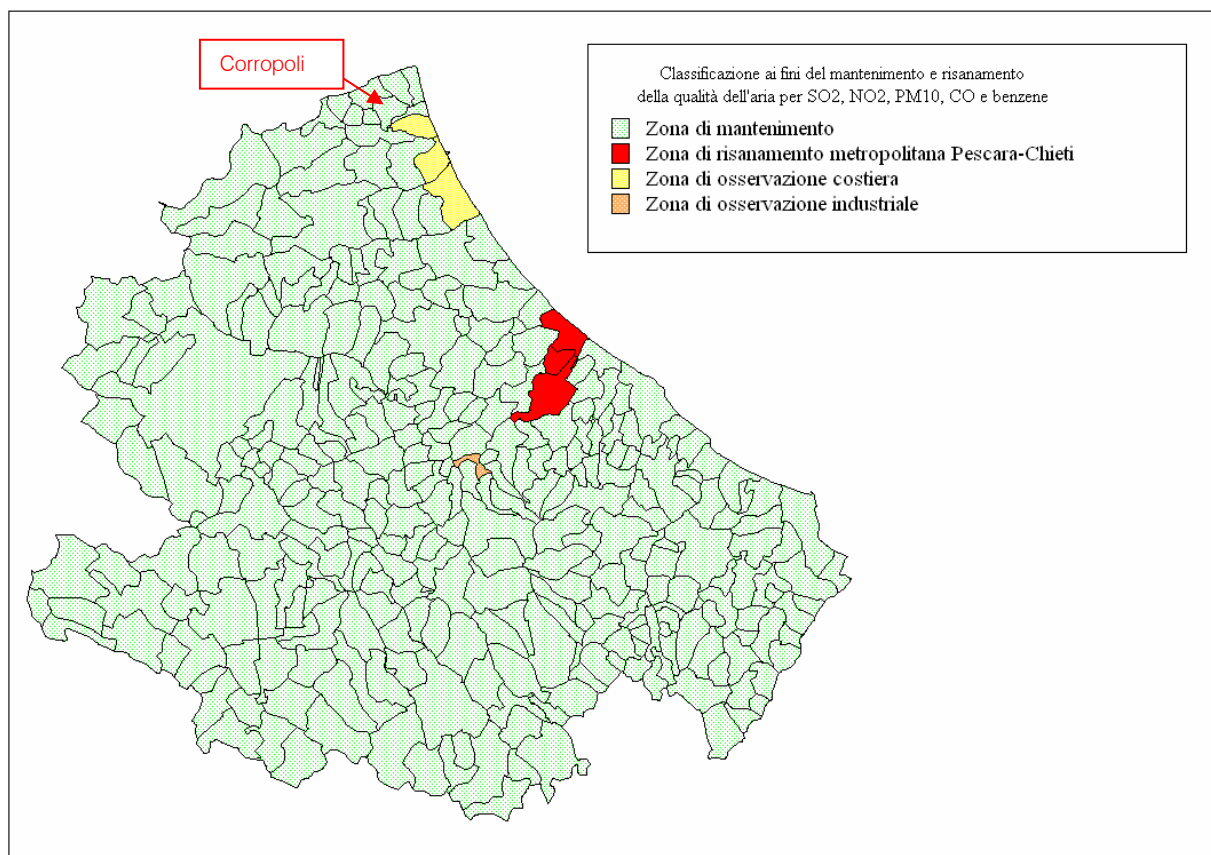 Corropoli
Classificazione ai fini del mantenimento e risanamento
della qualità dell'aria per SO2, NO2, PM10, CO e benzene
Zona di mantenimento
Zona di risanamemto metropolitana Pescara-Chieti
Zona di osservazione costiera
Zona di osservazione industriale